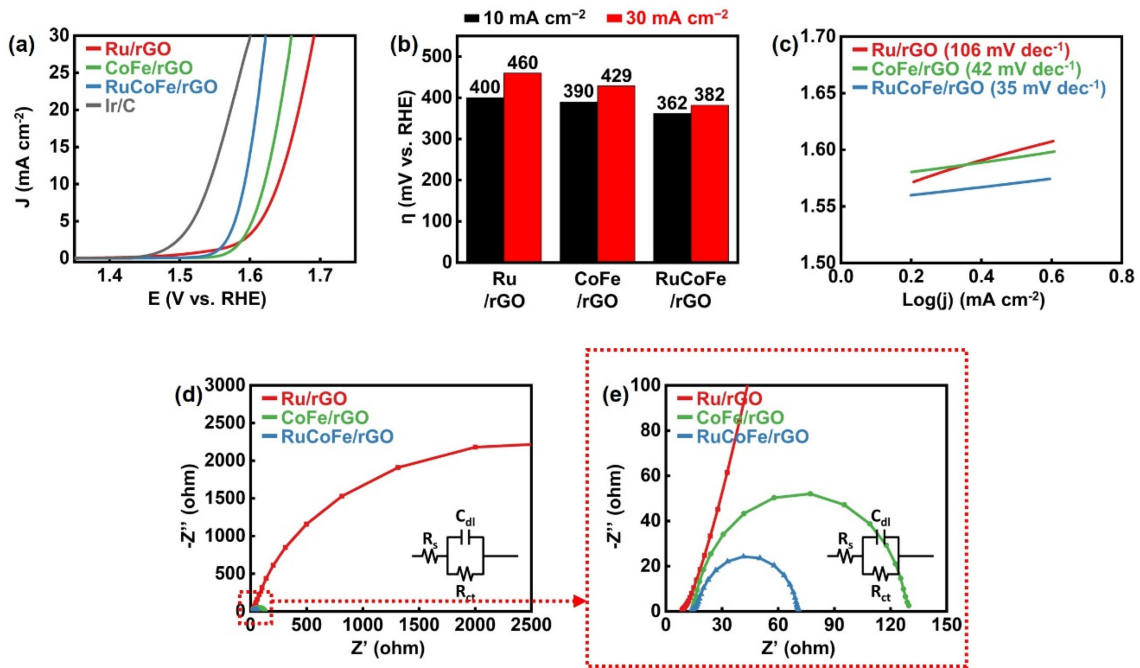 10 mA cm⁻² 30 mA cm⁻²
(a)
Ru/rGO
CoFe/rGO
RuCoFe/rGO
Ir/C
J (mA cm⁻²)
30
25
20
15
10
5
0
1.4 1.5 1.6 1.7
E (V vs. RHE)
(b)
η (mV vs. RHE)
500
400
300
200
100
0
400 460 390 429 362 382
Ru CoFe RuCoFe
/rGO /rGO /rGO
(c)
Ru/rGO (106 mV dec⁻¹)
CoFe/rGO (42 mV dec⁻¹)
RuCoFe/rGO (35 mV dec⁻¹)
1.70
1.65
1.60
1.55
1.50
0.0 0.2 0.4 0.6 0.8
Log(j) (mA cm⁻²)
(d)
Ru/rGO
CoFe/rGO
RuCoFe/rGO
-Z'' (ohm)
3000
2500
2000
1500
1000
500
0
Cdl
Rs
Rct
0 500 1000 1500 2000 2500
Z' (ohm)
(e)
Ru/rGO
CoFe/rGO
RuCoFe/rGO
-Z'' (ohm)
100
80
60
40
20
0
Cdl
Rs
Rct
0 30 60 90 120 150
Z' (ohm)